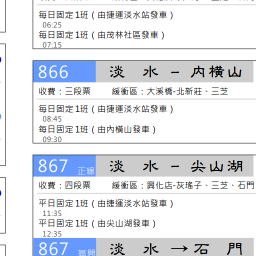 每日固定1班（由捷運淡水站發車）
06:25
每日固定1班（由茂林社區發車）
07:15
866 淡 水 – 內橫山
收費：三段票 緩衝區：大溪橋-北新莊、三芝
每日固定1班（由捷運淡水站發車）
08:45
每日固定1班（由內橫山發車）
09:30
867 正線 淡 水 – 尖山湖
收費：四段票 緩衝區：興化店-灰瑤子、三芝、石門
平日固定1班（由捷運淡水站發車）
11:35
平日固定1班（由尖山湖發車）
12:35
867 淡 水 → 石 門